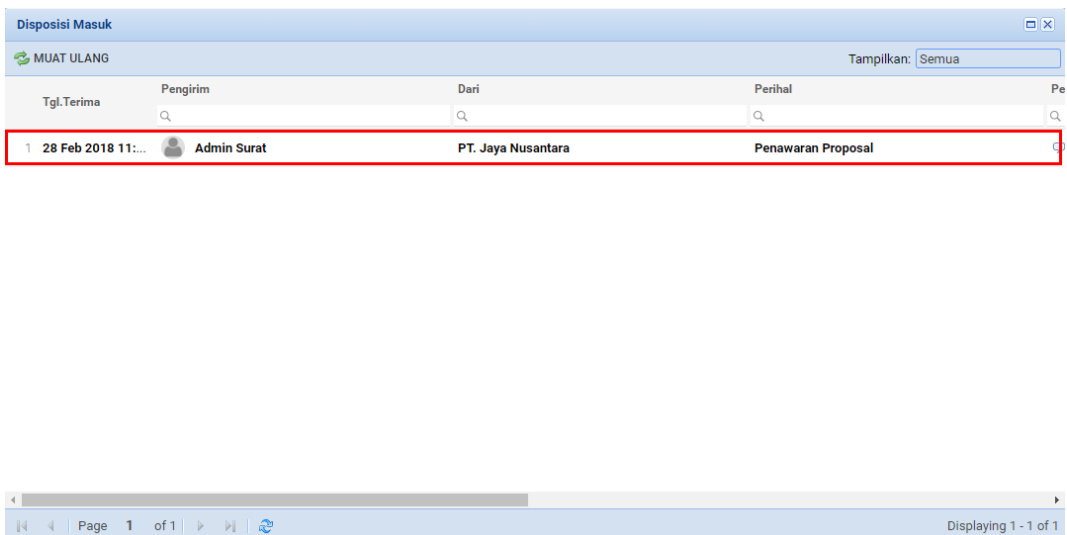 Disposisi Masuk
MUAT ULANG Tampilkan: Semua
Tgl.Terima Pengirim Dari Perihal Pe
1 28 Feb 2018 11:... Admin Surat PT. Jaya Nusantara Penawaran Proposal
Page 1 of 1 Displaying 1 - 1 of 1